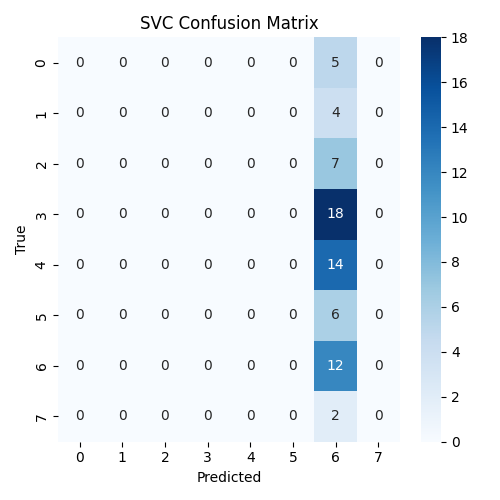 SVC Confusion Matrix
18
0 0 0 0 0 0 0 5 0
16
1 0 0 0 0 0 0 4 0
14
2 0 0 0 0 0 0 7 0
12
3 0 0 0 0 0 0 18 0
10
True
4 0 0 0 0 0 0 14 0
8
6
5 0 0 0 0 0 0 6 0
4
6 0 0 0 0 0 0 12 0
2
7 0 0 0 0 0 0 2 0
0
0 1 2 3 4 5 6 7
Predicted